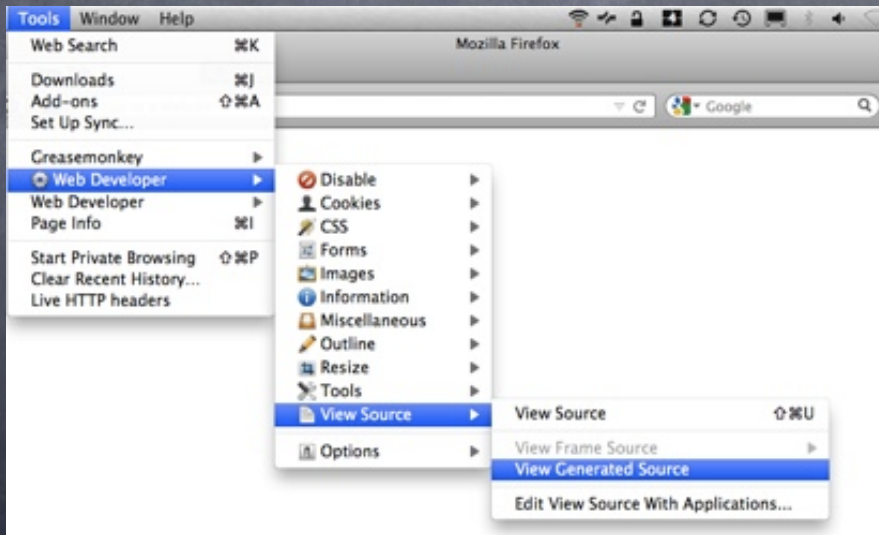 Tools Window Help
Mozilla Firefox
Google
Web Search ⌘K
Downloads ⌘J
Add-ons ⇧⌘A
Set Up Sync...
Greasemonkey
Web Developer
Web Developer
Page Info ⌘I
Start Private Browsing ⇧⌘P
Clear Recent History...
Live HTTP headers
Disable
Cookies
CSS
Forms
Images
Information
Miscellaneous
Outline
Resize
Tools
View Source
Options
View Source ⇧⌘U
View Frame Source
View Generated Source
Edit View Source With Applications...